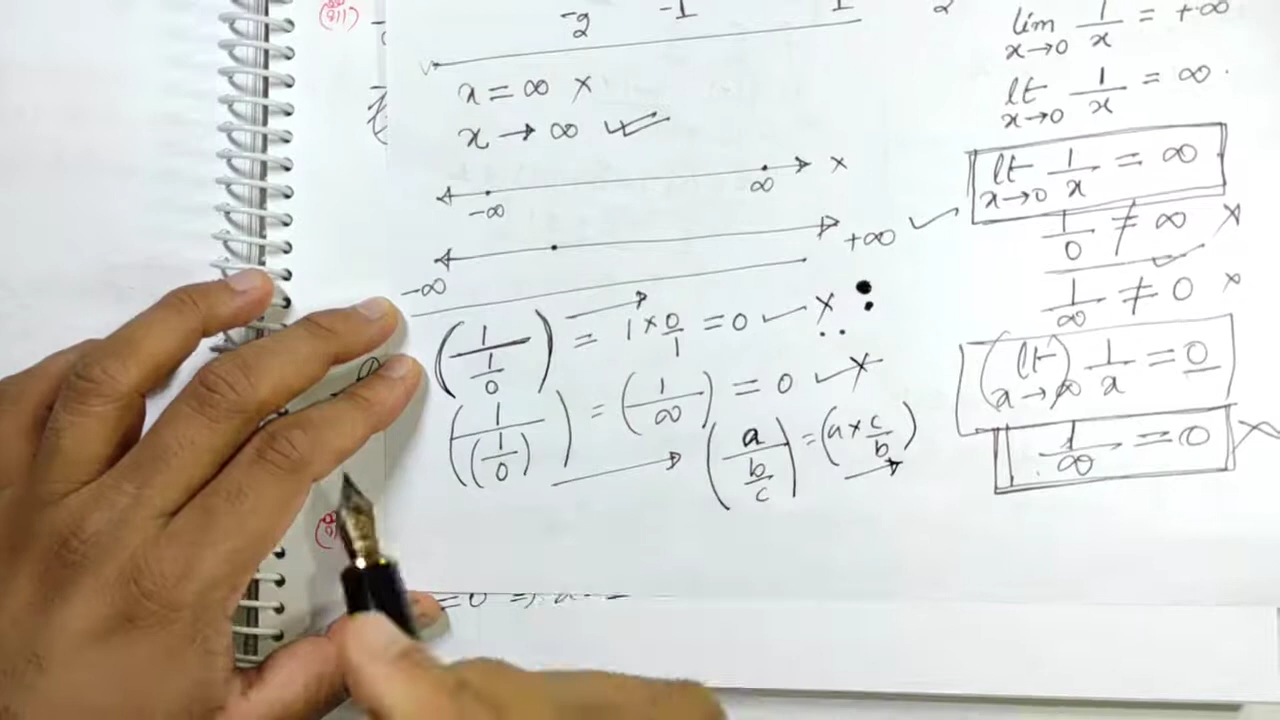 -2 -1 1 2
x = ∞ ×
x → ∞ ✓
-∞ ∞ ×
-∞ +∞ ✓
(1/(1/0)) = 1 × 0/1 = 0 ✓ ×
(1/(1/0)) = (1/∞) = 0 ✓ ×
(a/(b/c)) = (a × c/b)
= 0 ⇒
lim x→0 1/x = +∞
lt x→0 1/x = ∞.
lt x→0 1/x = ∞
1/0 ≠ ∞ ×
1/∞ ≠ 0 ×
(lt) x→∞ 1/x = 0
1/∞ = 0 ×